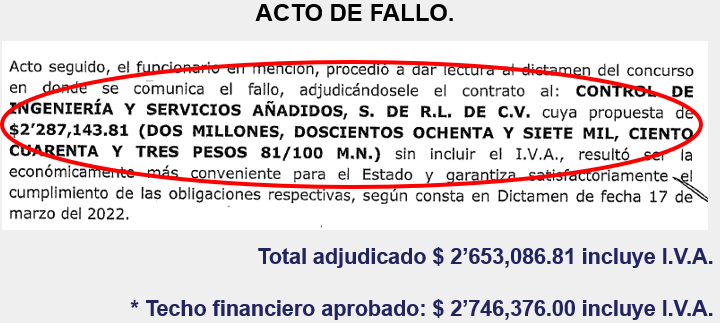 ACTO DE FALLO.
Acto seguido, el funcionario en mención, procedió a dar lectura al dictamen del concurso
en donde se comunica el fallo, adjudicándosele el contrato al: CONTROL DE
INGENIERÍA Y SERVICIOS AÑADIDOS, S. DE R.L. DE C.V. cuya propuesta de
$2’287,143.81 (DOS MILLONES, DOSCIENTOS OCHENTA Y SIETE MIL, CIENTO
CUARENTA Y TRES PESOS 81/100 M.N.) sin incluir el I.V.A., resultó ser la
económicamente más conveniente para el Estado y garantiza satisfactoriamente el
cumplimiento de las obligaciones respectivas, según consta en Dictamen de fecha 17 de
marzo del 2022.
Total adjudicado $ 2’653,086.81 incluye I.V.A.
* Techo financiero aprobado: $ 2’746,376.00 incluye I.V.A.